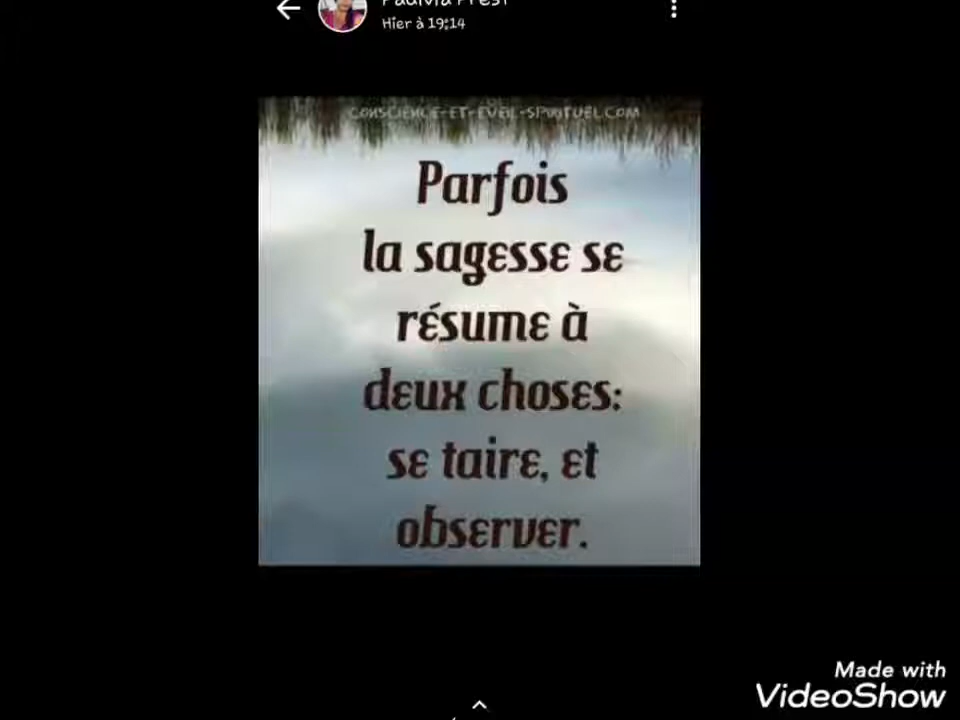 Hier à 19:14
CONSCIENCE-ET-EVEIL-SPIRITUEL.COM
Parfois
la sagesse se
résume à
deux choses:
se taire, et
observer.
Made with
VideoShow